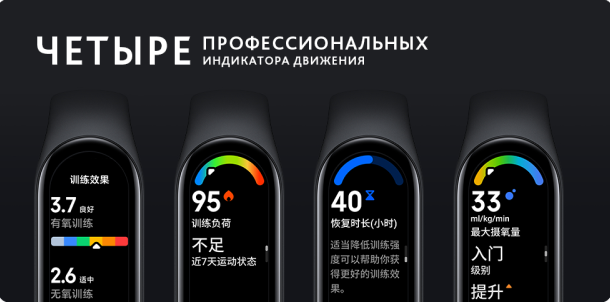 ЧЕТЫРЕ
ПРОФЕССИОНАЛЬНЫХ
ИНДИКАТОРА ДВИЖЕНИЯ
训练效果
3.7 良好
有氧训练
2.6 适中
无氧训练
95
训练负荷
不足
近7天运动状态
40
恢复时长(小时)
适当降低训练强
度可以帮助你获
得更好的训练效
果。
33
ml/kg/min
最大摄氧量
入门
级别
提升